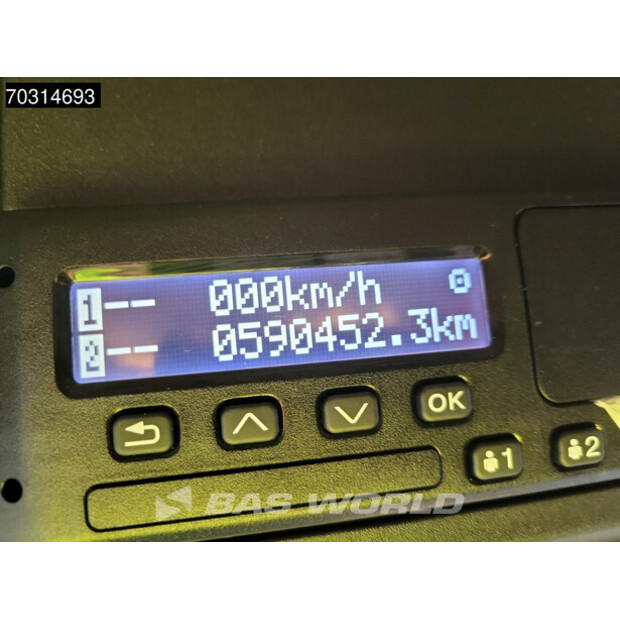 70314693
1-- 000km/h
2-- 0590452.3km
OK
1 2
BAS WORLD